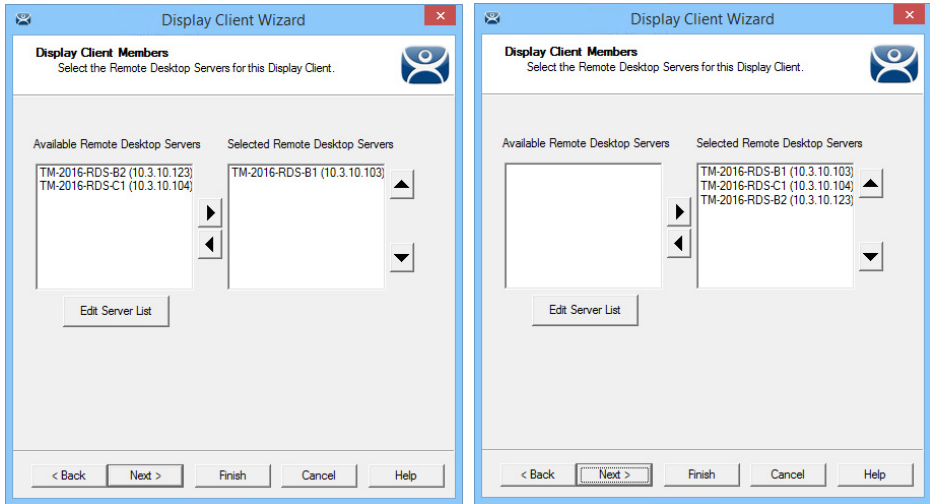 Display Client Wizard
Display Client Members
Select the Remote Desktop Servers for this Display Client.
Available Remote Desktop Servers
Selected Remote Desktop Servers
TM-2016-RDS-B2 (10.3.10.123)
TM-2016-RDS-C1 (10.3.10.104)
TM-2016-RDS-B1 (10.3.10.103)
Edit Server List
< Back
Next >
Finish
Cancel
Help
Display Client Wizard
Display Client Members
Select the Remote Desktop Servers for this Display Client.
Available Remote Desktop Servers
Selected Remote Desktop Servers
TM-2016-RDS-B1 (10.3.10.103)
TM-2016-RDS-C1 (10.3.10.104)
TM-2016-RDS-B2 (10.3.10.123)
Edit Server List
< Back
Next >
Finish
Cancel
Help